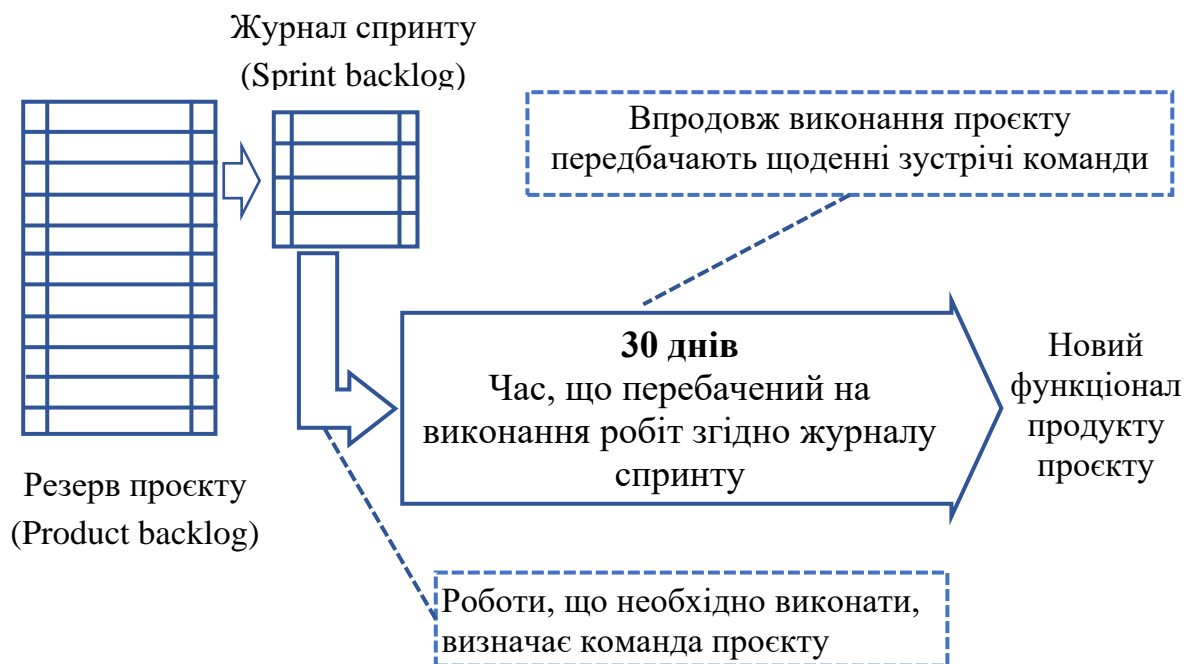 Журнал спринту
(Sprint backlog)
Впродовж виконання проєкту
передбачають щоденні зустрічі команди
30 днів
Час, що перебачений на
виконання робіт згідно журналу
спринту
Новий
функціонал
продукту
проєкту
Резерв проєкту
(Product backlog)
Роботи, що необхідно виконати,
визначає команда проєкту